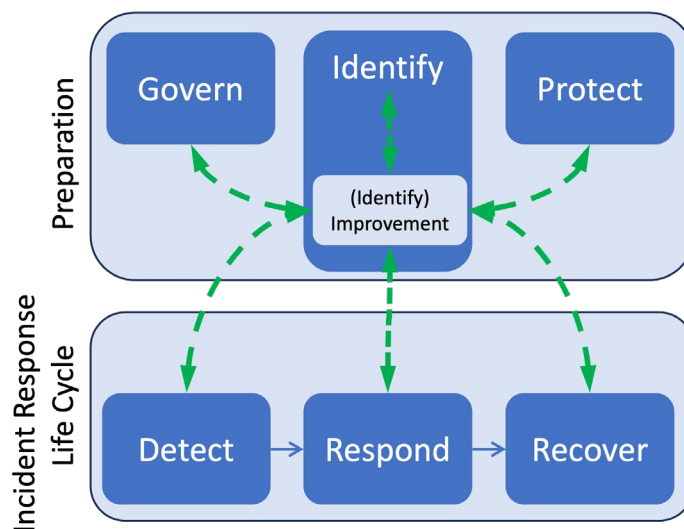 Preparation
Govern
Identify
Protect
(Identify)
Improvement
Incident Response
Life Cycle
Detect
Respond
Recover